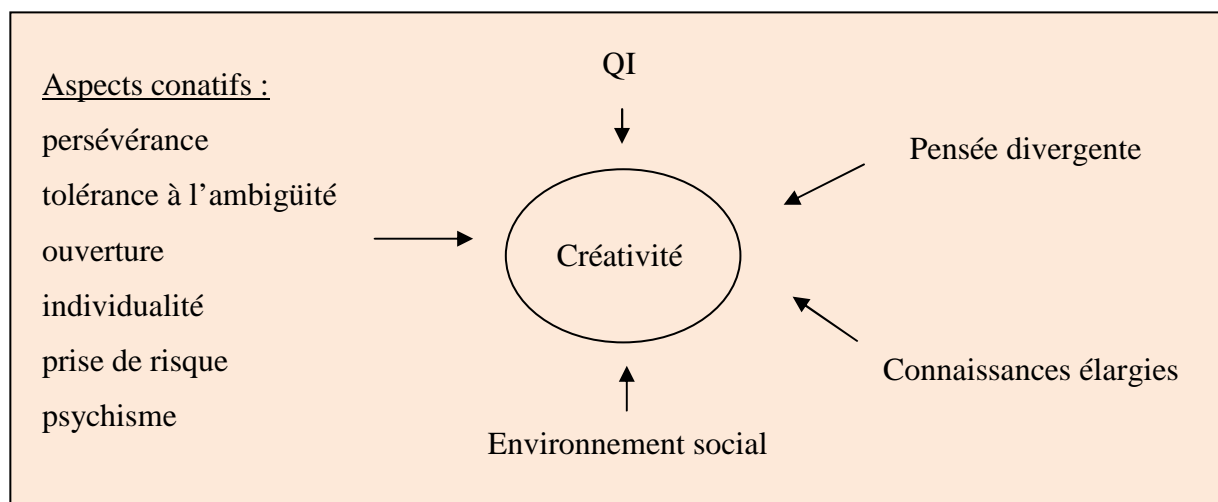 Aspects conatifs :
persévérance
tolérance à l’ambigüité
ouverture
individualité
prise de risque
psychisme
QI
Pensée divergente
Créativité
Connaissances élargies
Environnement social